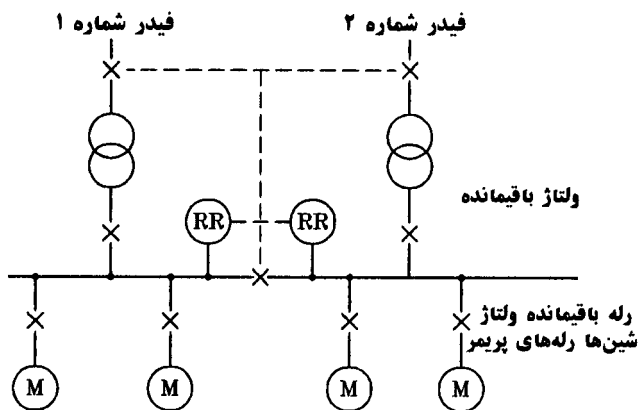 فیدر شماره ۱
فیدر شماره ۲
RR
RR
ولتاژ باقیمانده
رله باقیمانده ولتاژ
شین‌ها رله‌های پریمر
M
M
M
M